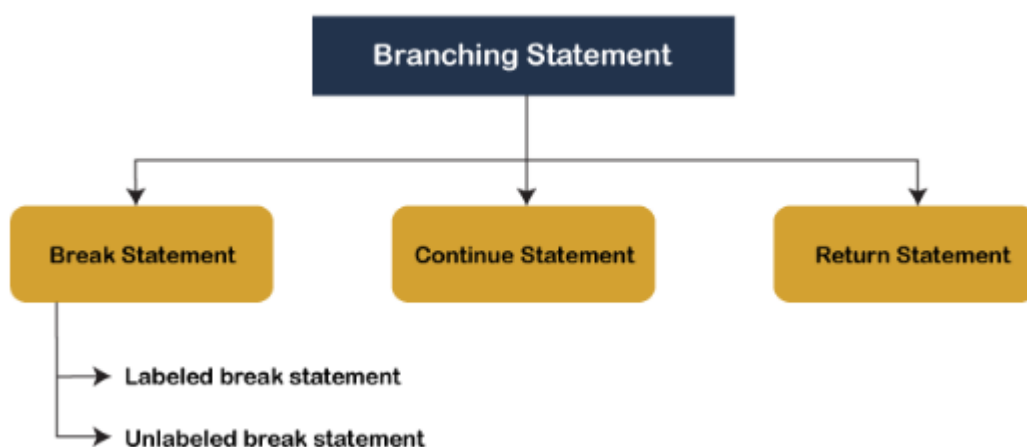 Branching Statement
Break Statement
Continue Statement
Return Statement
Labeled break statement
Unlabeled break statement